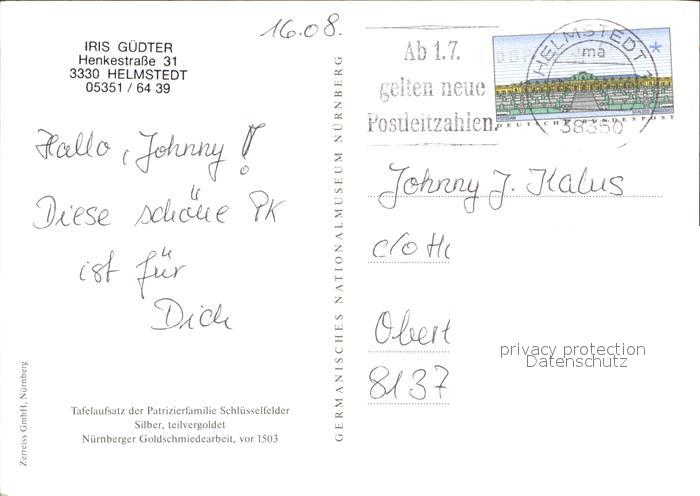 16.08.
IRIS GÜDTER
Henkestraße 31
3330 HELMSTEDT
05351 / 64 39
Hallo, Johnny!
Diese schöne PK
ist für
Dich
Zerreiss GmbH, Nürnberg
Tafelaufsatz der Patrizierfamilie Schlüsselfelder
Silber, teilvergoldet
Nürnberger Goldschmiedearbeit, vor 1503
GERMANISCHES NATIONALMUSEUM NÜRNBERG
Ab 1.7.
gelten neue
Postleitzahlen.
HELMSTEDT 1
ma
38350
DEUTSCHE BUNDESPOST
Johnny J. Kalus
c/o
Obert
8137
privacy protection
Datenschutz